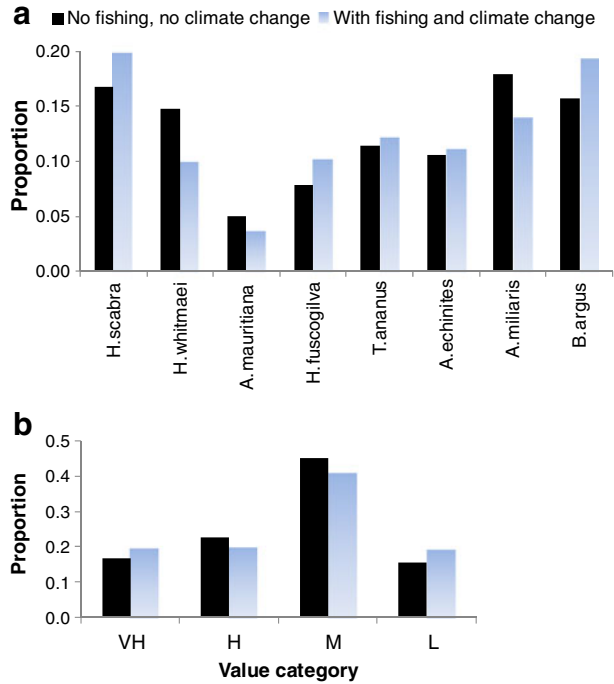 a
No fishing, no climate change With fishing and climate change
Proportion
0.20
0.15
0.10
0.05
0.00
H.scabra
H.whitmaei
A.mauritiana
H.fuscogilva
T.ananus
A.echinites
A.miliaris
B.argus
b
Proportion
0.5
0.4
0.3
0.2
0.1
0.0
VH H M L
Value category